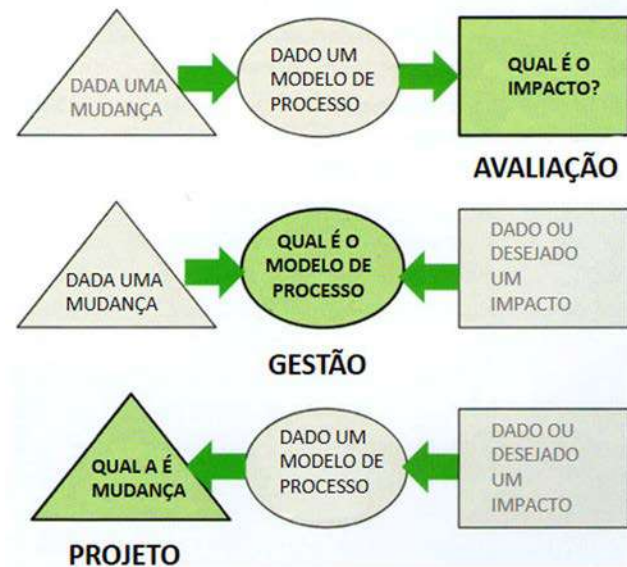 DADA UMA
MUDANÇA
DADO UM
MODELO DE
PROCESSO
QUAL É O
IMPACTO?
AVALIAÇÃO
DADA UMA
MUDANÇA
QUAL É O
MODELO DE
PROCESSO
DADO OU
DESEJADO
UM
IMPACTO
GESTÃO
QUAL A É
MUDANÇA
DADO UM
MODELO DE
PROCESSO
DADO OU
DESEJADO
UM
IMPACTO
PROJETO